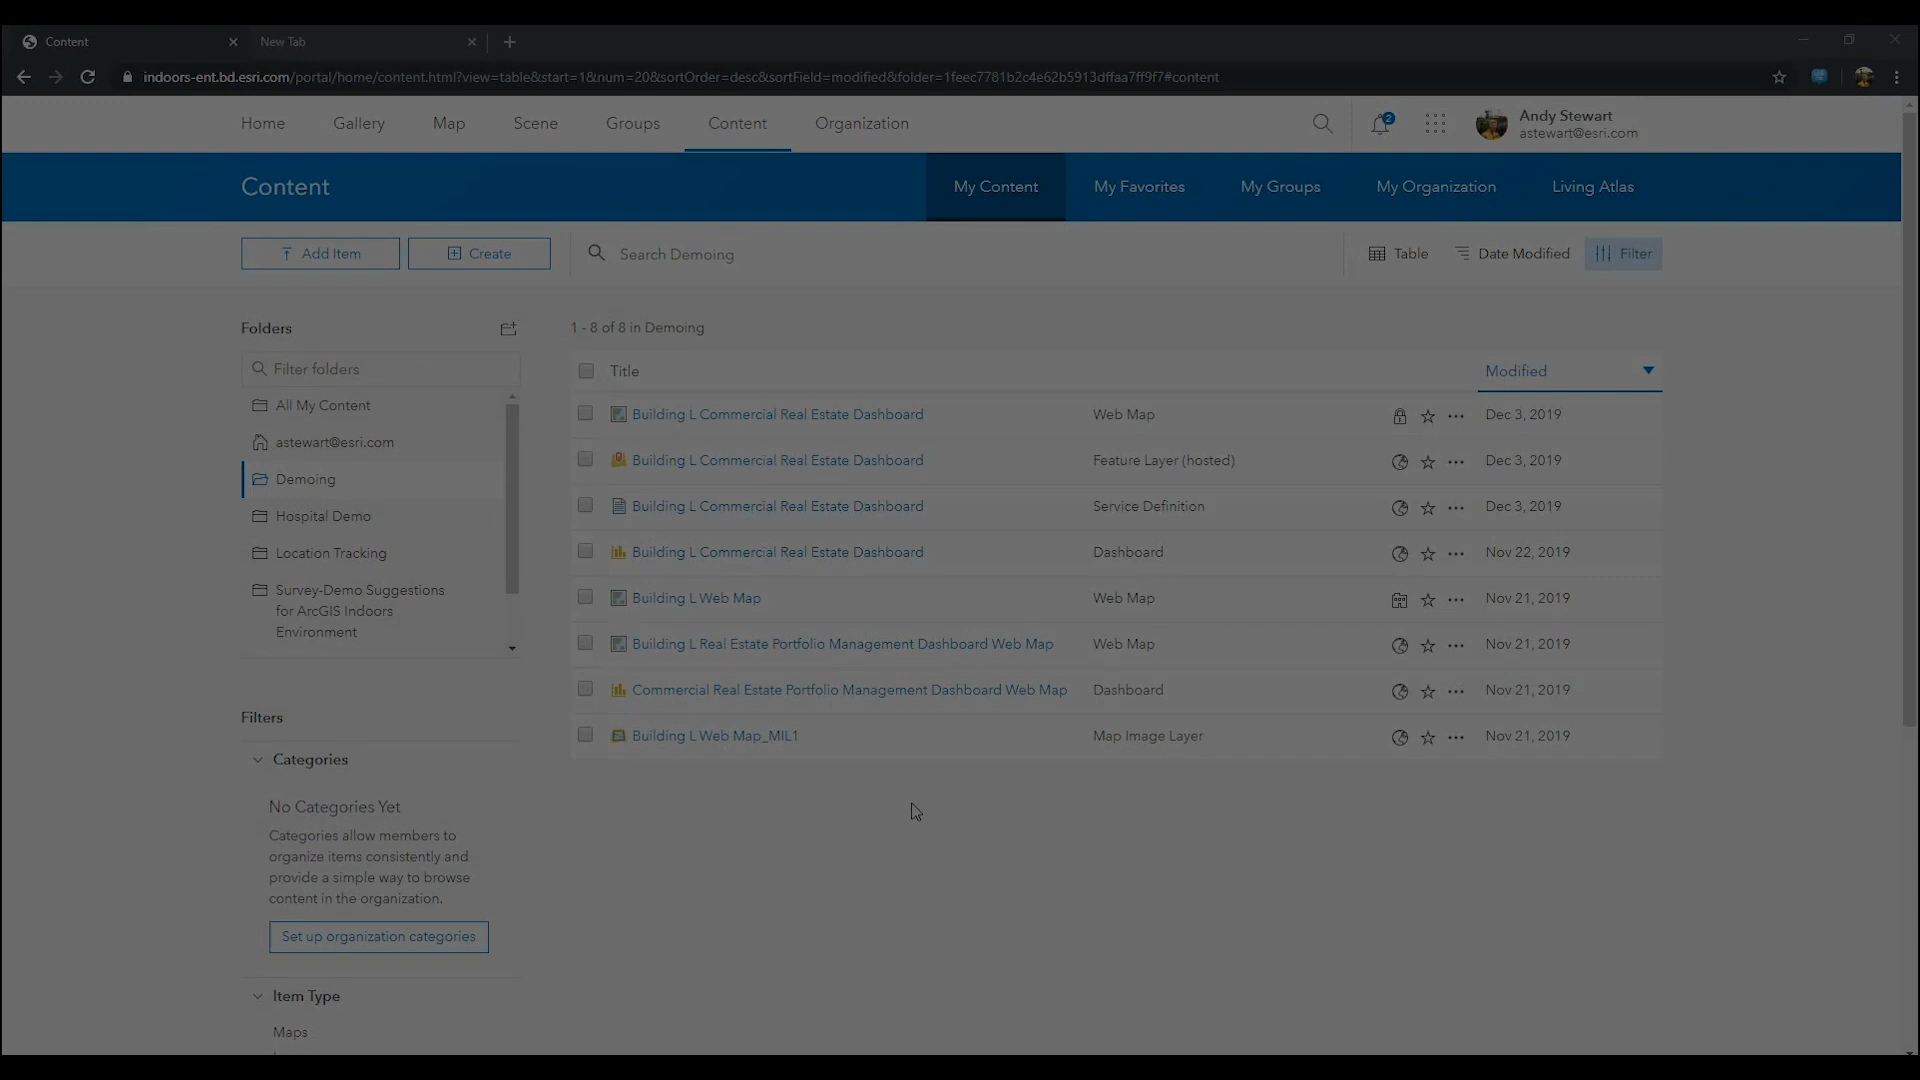 Content
New Tab
indoors-ent.bd.esri.com/portal/home/content.html?view=table&start=1&num=20&sortOrder=desc&sortField=modified&folder=1feec7781b2c4e62b5913dffaa7ff9f7#content
Home Gallery Map Scene Groups Content Organization
2
Andy Stewart
astewart@esri.com
Content
My Content My Favorites My Groups My Organization Living Atlas
Add Item Create Search Demoing Table Date Modified Filter
Folders
Filter folders
All My Content
astewart@esri.com
Demoing
Hospital Demo
Location Tracking
Survey-Demo Suggestions
for ArcGIS Indoors
Environment
Filters
Categories
No Categories Yet
Categories allow members to
organize items consistently and
provide a simple way to browse
content in the organization.
Set up organization categories
Item Type
Maps
1 - 8 of 8 in Demoing
Title Modified
Building L Commercial Real Estate Dashboard Web Map Dec 3, 2019
Building L Commercial Real Estate Dashboard Feature Layer (hosted) Dec 3, 2019
Building L Commercial Real Estate Dashboard Service Definition Dec 3, 2019
Building L Commercial Real Estate Dashboard Dashboard Nov 22, 2019
Building L Web Map Web Map Nov 21, 2019
Building L Real Estate Portfolio Management Dashboard Web Map Web Map Nov 21, 2019
Commercial Real Estate Portfolio Management Dashboard Web Map Dashboard Nov 21, 2019
Building L Web Map_MIL1 Map Image Layer Nov 21, 2019